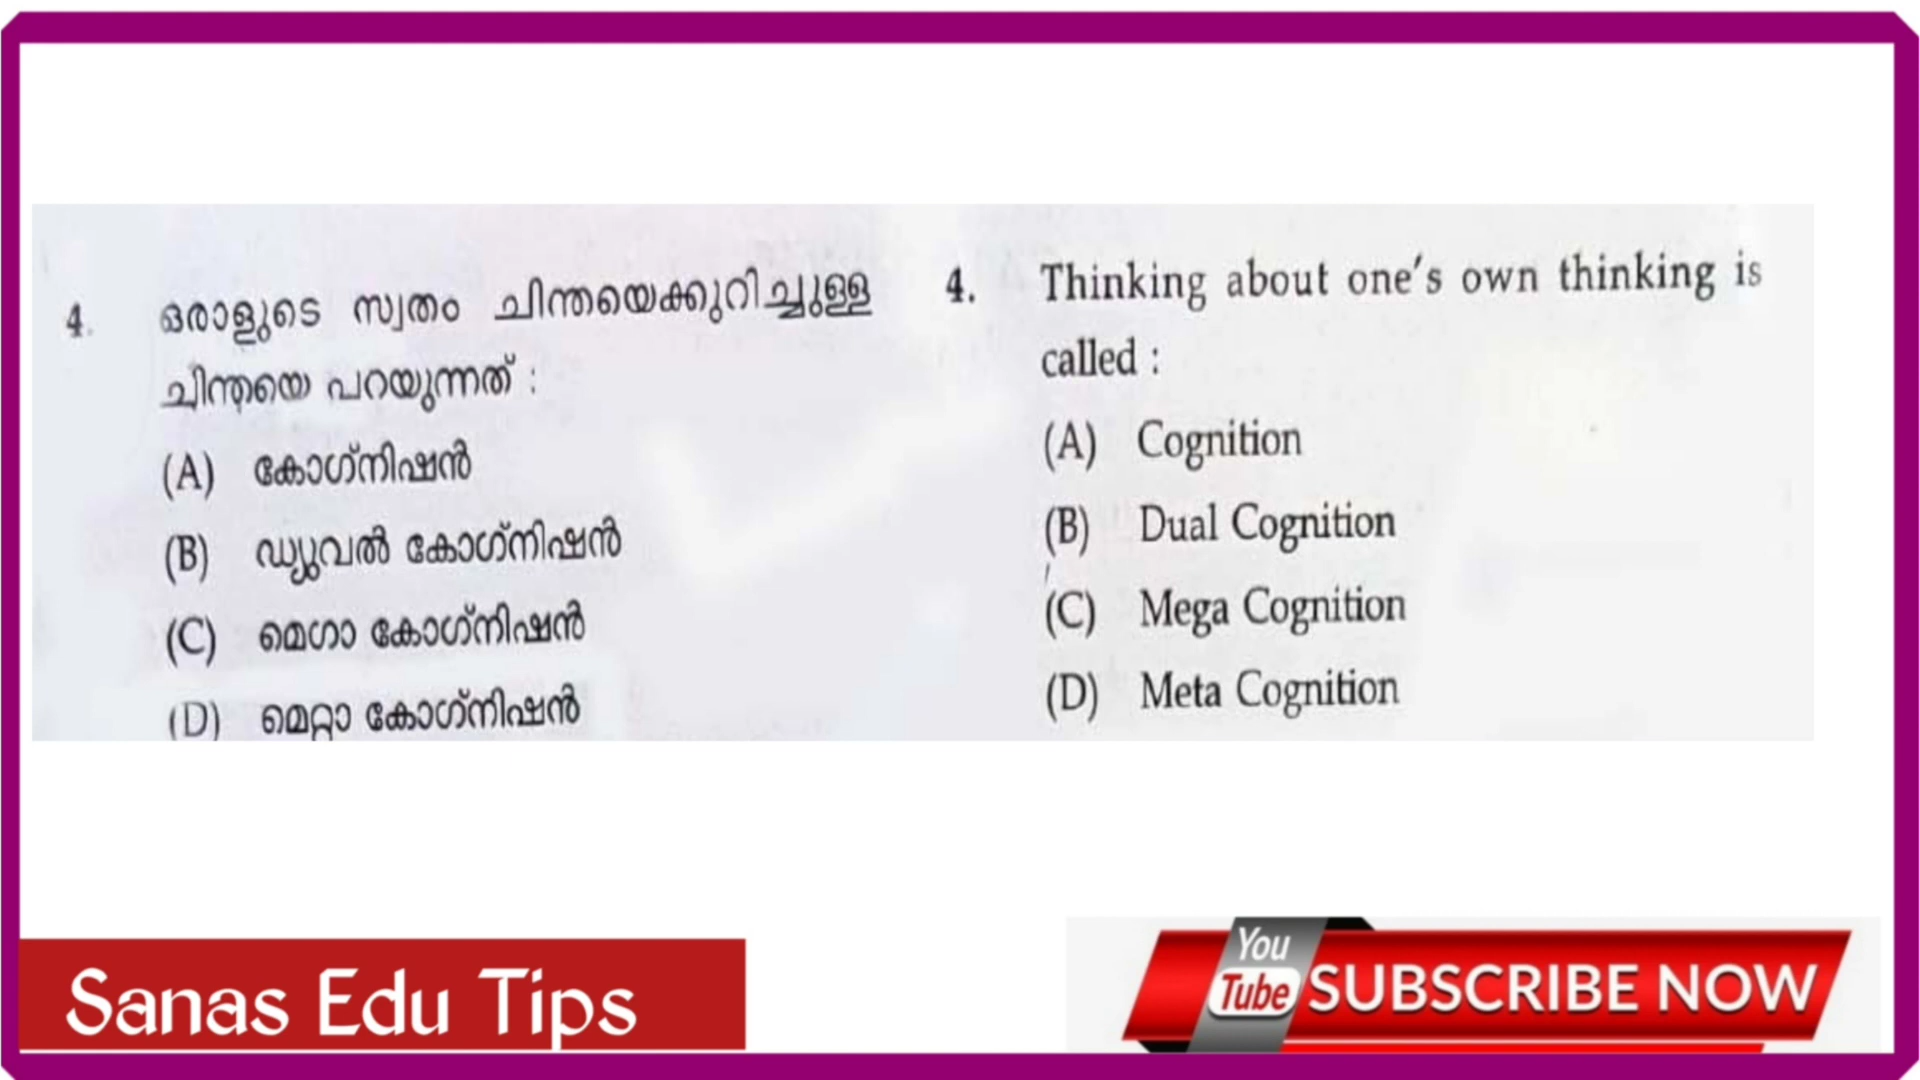 4. ഒരാളുടെ സ്വതം ചിന്തയെക്കുറിച്ചുള്ള
ചിന്തയെ പറയുന്നത് :
(A) കോഗ്നിഷൻ
(B) ഡ്യുവൽ കോഗ്നിഷൻ
(C) മെഗാ കോഗ്നിഷൻ
(D) മെറ്റാ കോഗ്നിഷൻ
4. Thinking about one's own thinking is
called :
(A) Cognition
(B) Dual Cognition
(C) Mega Cognition
(D) Meta Cognition
Sanas Edu Tips
You
Tube SUBSCRIBE NOW